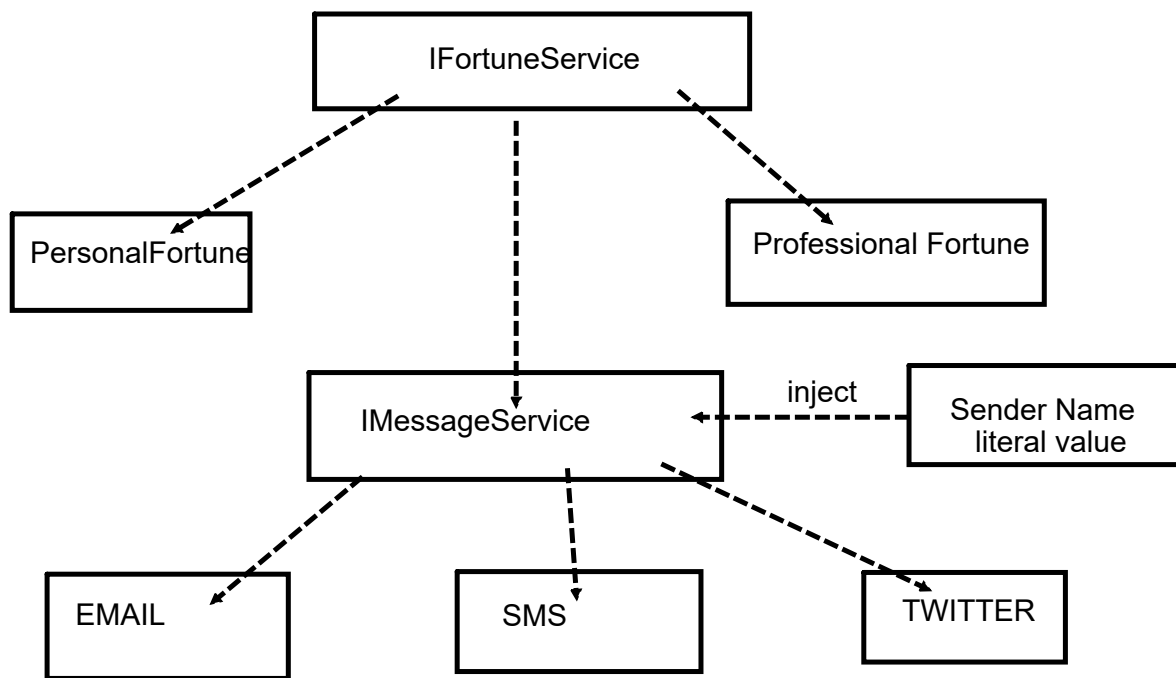 IFortuneService
PersonalFortune
Professional Fortune
inject
IMessageService
Sender Name
literal value
EMAIL
SMS
TWITTER